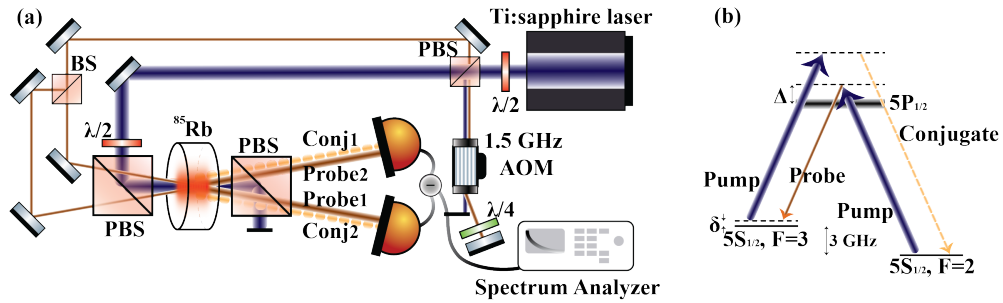 (a)
Ti:sapphire laser
PBS
BS
λ/2
λ/2
⁸⁵Rb
PBS
Conj1
Probe2
Probe1
Conj2
PBS
1.5 GHz
AOM
λ/4
Spectrum Analyzer
(b)
Δ
5P₁/₂
Conjugate
Pump
Probe
Pump
δ
5S₁/₂, F=3
3 GHz
5S₁/₂, F=2